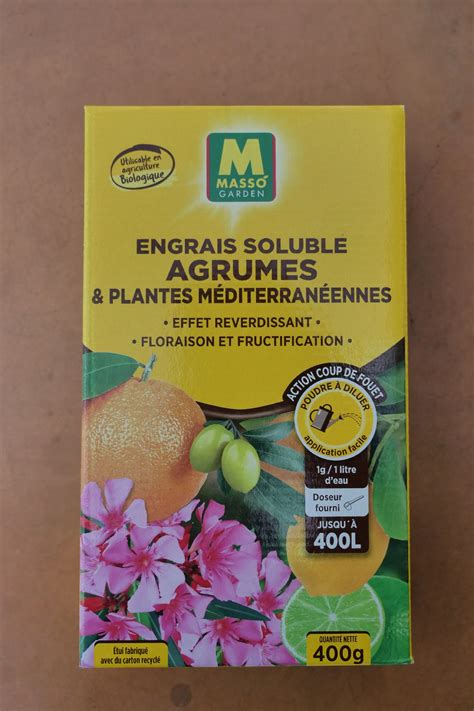 Utilisable en
agriculture
Biologique
M
MASSÓ
GARDEN
ENGRAIS SOLUBLE
AGRUMES
& PLANTES MÉDITERRANÉENNES
• EFFET REVERDISSANT •
• FLORAISON ET FRUCTIFICATION •
ACTION COUP DE FOUET
POUDRE À DILUER
application facile
1g / 1 litre
d'eau
Doseur
fourni
JUSQU'À
400L
Étui fabriqué
avec du carton recyclé
QUANTITÉ NETTE
400g